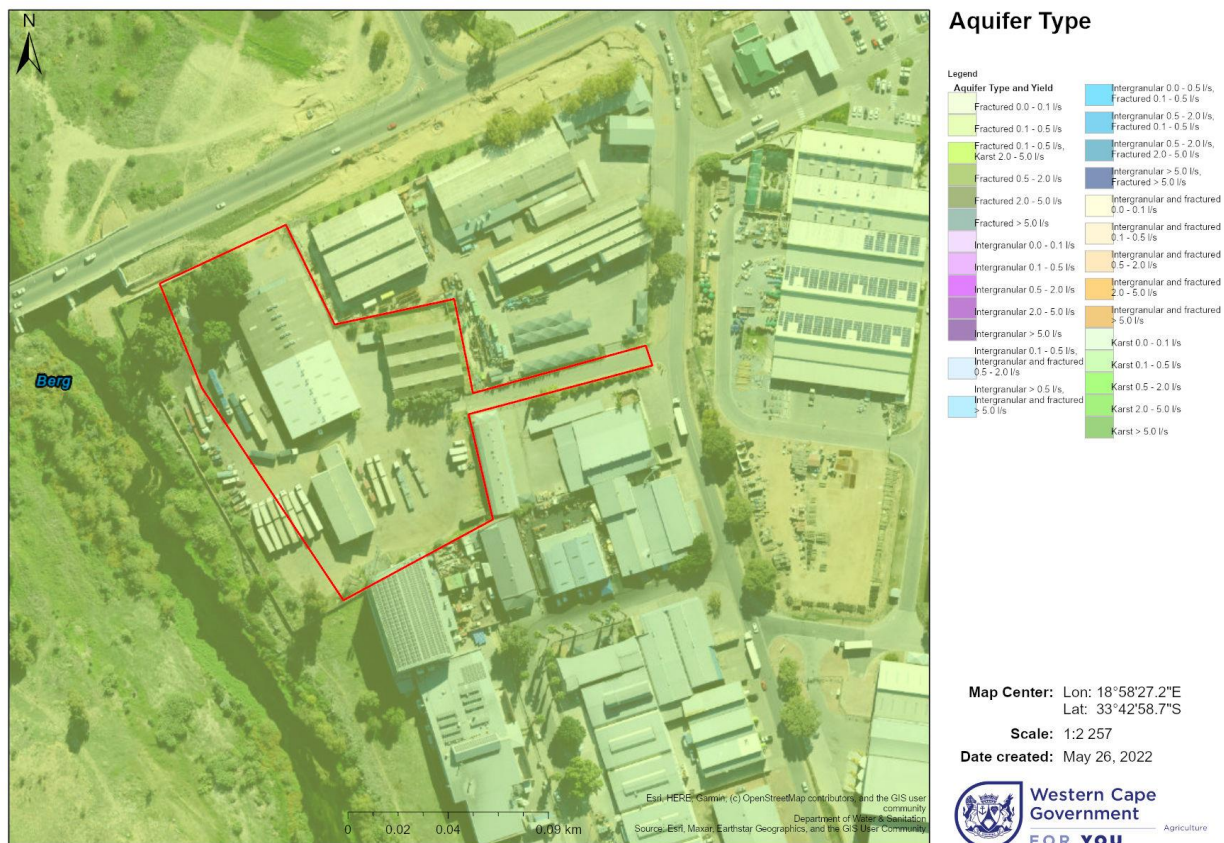 N
Berg
0 0.02 0.04 0.09 km
Esri, HERE, Garmin, (c) OpenStreetMap contributors, and the GIS user
community
Department of Water & Sanitation
Source: Esri, Maxar, Earthstar Geographics, and the GIS User Community
Aquifer Type
Legend
Aquifer Type and Yield
Fractured 0.0 - 0.1 l/s
Fractured 0.1 - 0.5 l/s
Fractured 0.1 - 0.5 l/s,
Karst 2.0 - 5.0 l/s
Fractured 0.5 - 2.0 l/s
Fractured 2.0 - 5.0 l/s
Fractured > 5.0 l/s
Intergranular 0.0 - 0.1 l/s
Intergranular 0.1 - 0.5 l/s
Intergranular 0.5 - 2.0 l/s
Intergranular 2.0 - 5.0 l/s
Intergranular > 5.0 l/s
Intergranular 0.1 - 0.5 l/s,
Intergranular and fractured
0.5 - 2.0 l/s
Intergranular > 0.5 l/s,
Intergranular and fractured
> 5.0 l/s
Intergranular 0.0 - 0.5 l/s,
Fractured 0.1 - 0.5 l/s
Intergranular 0.5 - 2.0 l/s,
Fractured 0.1 - 0.5 l/s
Intergranular 0.5 - 2.0 l/s,
Fractured 2.0 - 5.0 l/s
Intergranular > 5.0 l/s,
Fractured > 5.0 l/s
Intergranular and fractured
0.0 - 0.1 l/s
Intergranular and fractured
0.1 - 0.5 l/s
Intergranular and fractured
0.5 - 2.0 l/s
Intergranular and fractured
2.0 - 5.0 l/s
Intergranular and fractured
> 5.0 l/s
Karst 0.0 - 0.1 l/s
Karst 0.1 - 0.5 l/s
Karst 0.5 - 2.0 l/s
Karst 2.0 - 5.0 l/s
Karst > 5.0 l/s
Map Center: Lon: 18°58'27.2"E
Lat: 33°42'58.7"S
Scale: 1:2 257
Date created: May 26, 2022
Western Cape
Government
Agriculture
FOR YOU